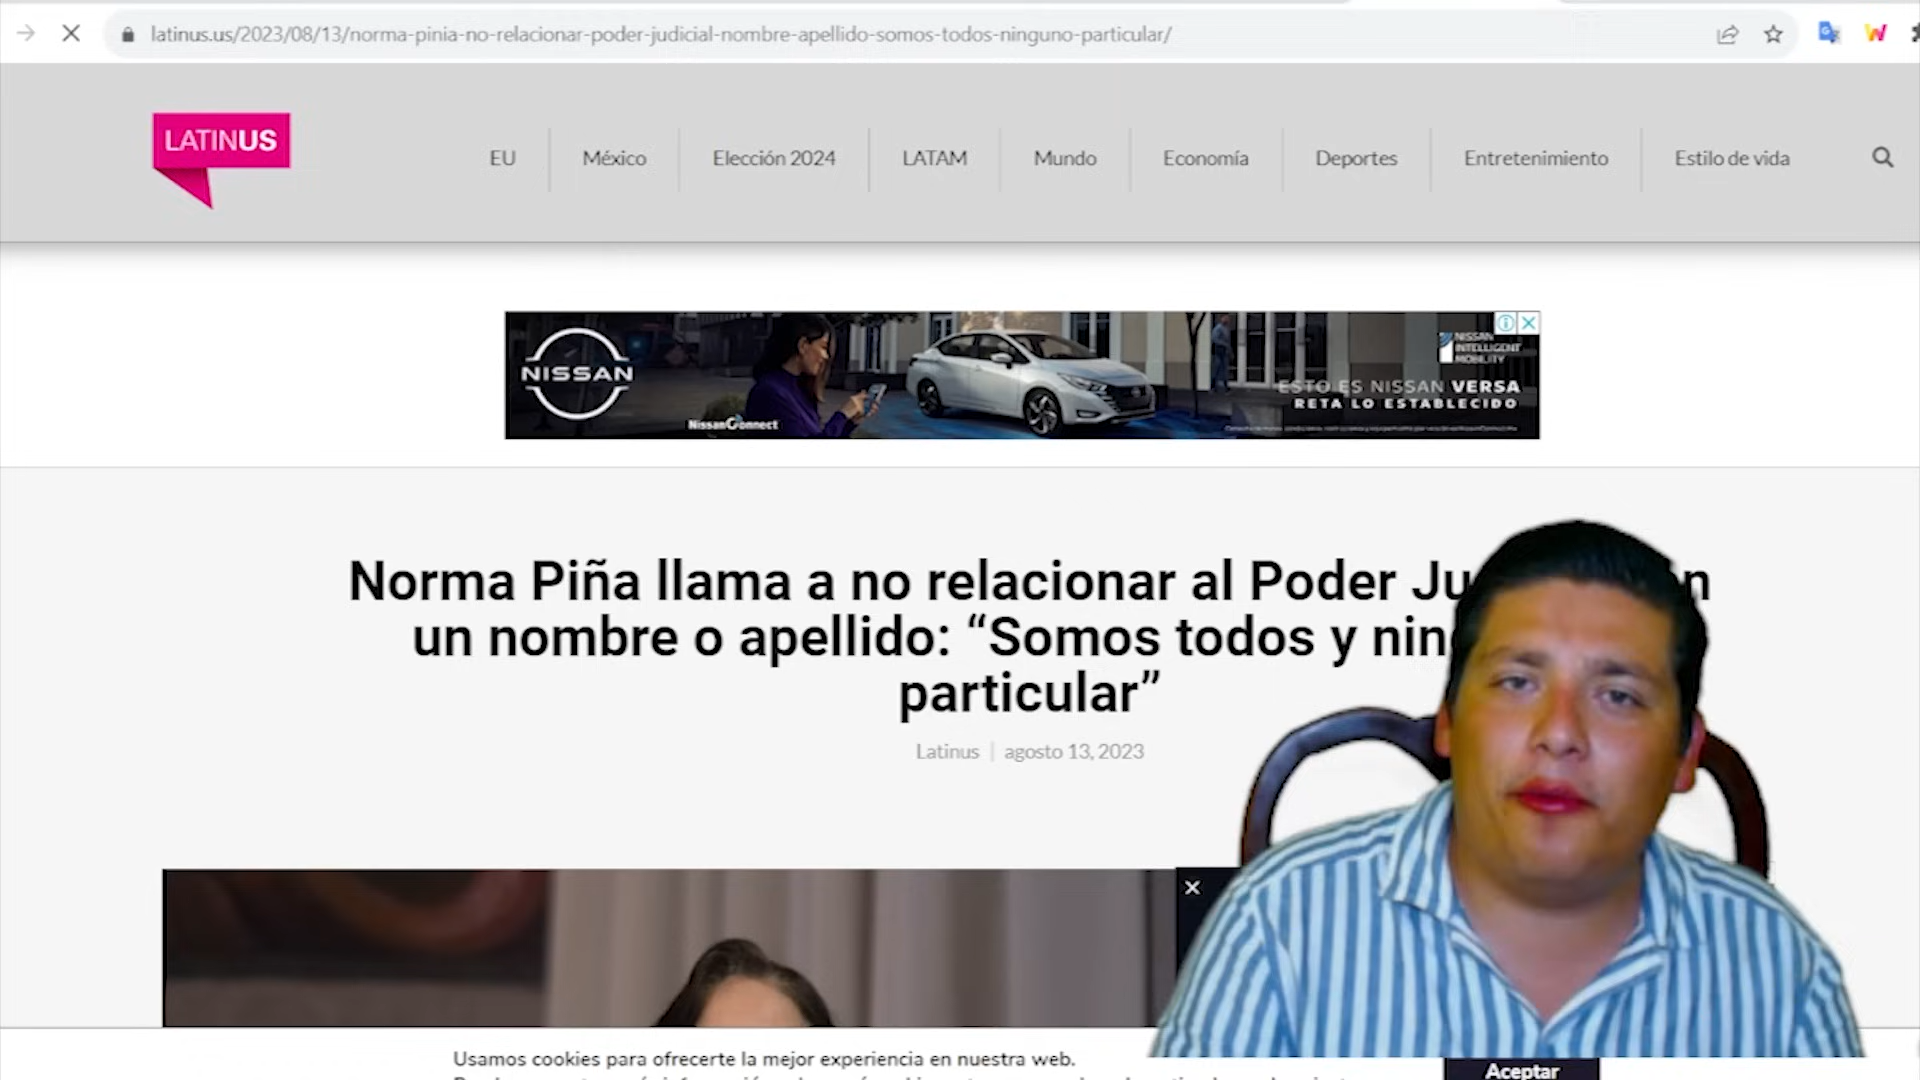 latinus.us/2023/08/13/norma-pinia-no-relacionar-poder-judicial-nombre-apellido-somos-todos-ninguno-particular/
LATINUS
EU
México
Elección 2024
LATAM
Mundo
Economía
Deportes
Entretenimiento
Estilo de vida
NISSAN
NissanConnect
NISSAN
INTELLIGENT
MOBILITY
ESTO ES NISSAN VERSA
RETA LO ESTABLECIDO
Norma Piña llama a no relacionar al Poder Ju n
un nombre o apellido: “Somos todos y nin
particular”
Latinus | agosto 13, 2023
Usamos cookies para ofrecerte la mejor experiencia en nuestra web.
Aceptar